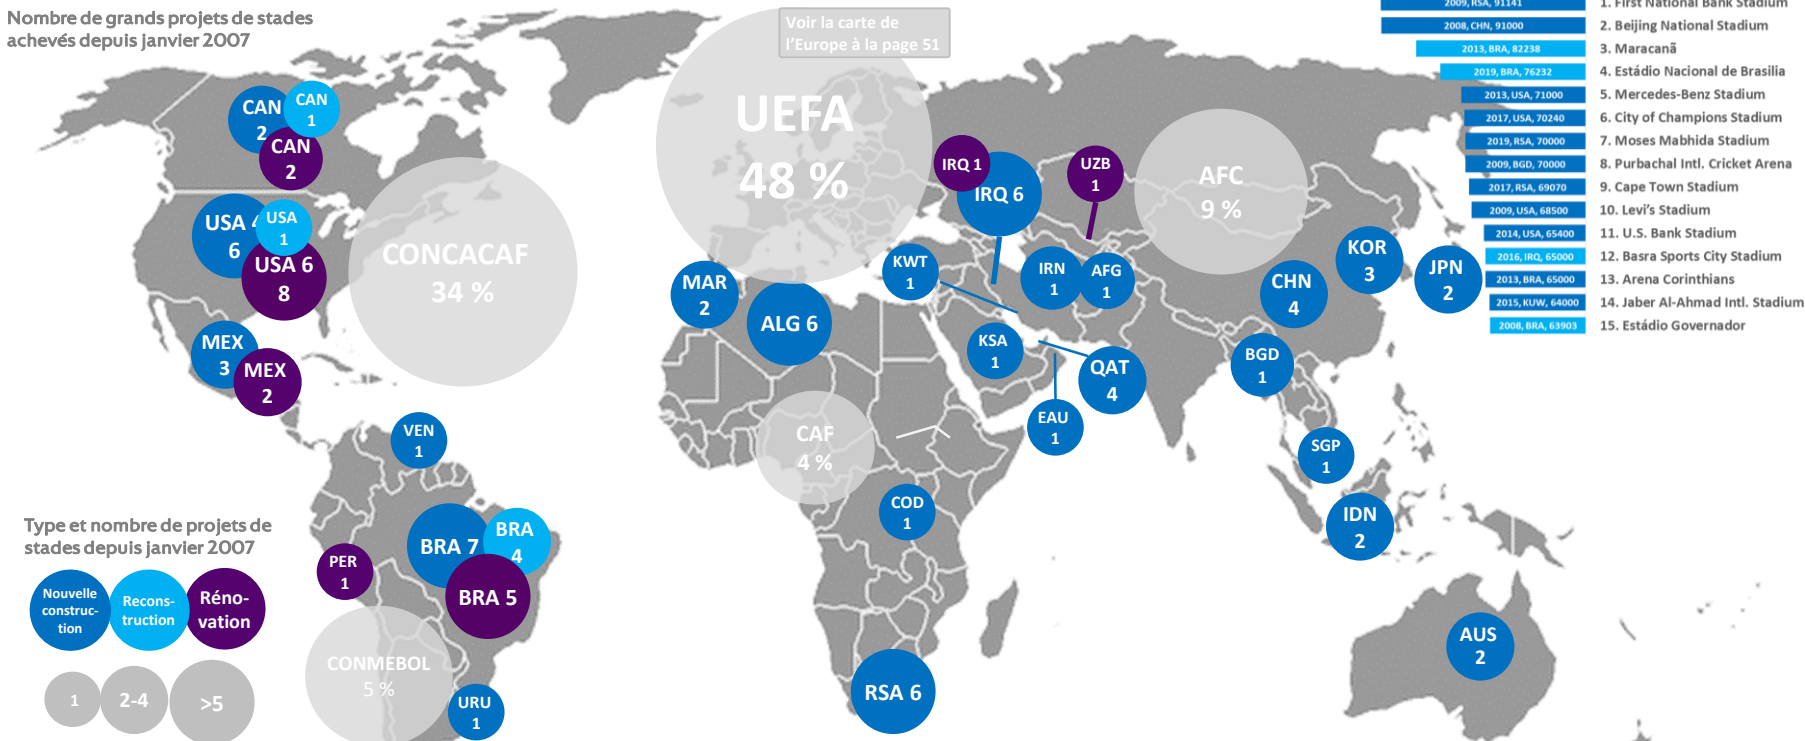 Nombre de grands projets de stades
achevés depuis janvier 2007
Voir la carte de
l'Europe à la page 51
UEFA
48 %
CONCACAF
34 %
AFC
9 %
CAF
4 %
CONMEBOL
5 %
CAN
2
CAN
1
CAN
2
USA 4
6
USA
1
USA 6
8
MEX
3
MEX
2
VEN
1
BRA 7
BRA
4
BRA 5
PER
1
URU
1
MAR
2
ALG 6
COD
1
RSA 6
IRQ 1
IRQ 6
UZB
1
KWT
1
IRN
1
AFG
1
KSA
1
QAT
4
EAU
1
CHN
4
KOR
3
JPN
2
BGD
1
SGP
1
IDN
2
AUS
2
Type et nombre de projets de
stades depuis janvier 2007
Nouvelle
construc-
tion
Recons-
truction
Réno-
vation
1
2-4
>5
2009, RSA, 91141 1. First National Bank Stadium
2008, CHN, 91000 2. Beijing National Stadium
2013, BRA, 82238 3. Maracanã
2019, BRA, 76232 4. Estádio Nacional de Brasilia
2013, USA, 71000 5. Mercedes-Benz Stadium
2017, USA, 70240 6. City of Champions Stadium
2019, RSA, 70000 7. Moses Mabhida Stadium
2009, BGD, 70000 8. Purbachal Intl. Cricket Arena
2017, RSA, 69070 9. Cape Town Stadium
2009, USA, 68500 10. Levi's Stadium
2014, USA, 65400 11. U.S. Bank Stadium
2016, IRQ, 65000 12. Basra Sports City Stadium
2013, BRA, 65000 13. Arena Corinthians
2015, KUW, 64000 14. Jaber Al-Ahmad Intl. Stadium
2008, BRA, 63903 15. Estádio Governador